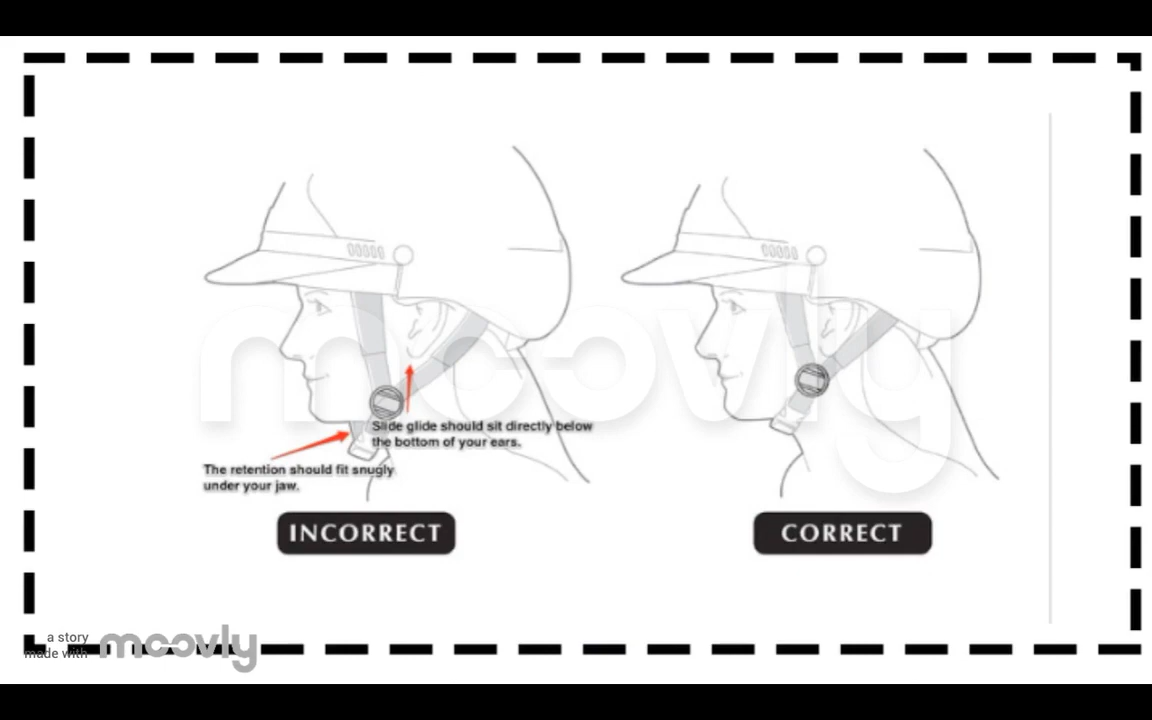 moovly
Slide glide should sit directly below
the bottom of your ears.
The retention should fit snugly
under your jaw.
INCORRECT
CORRECT
a story
made with moovly